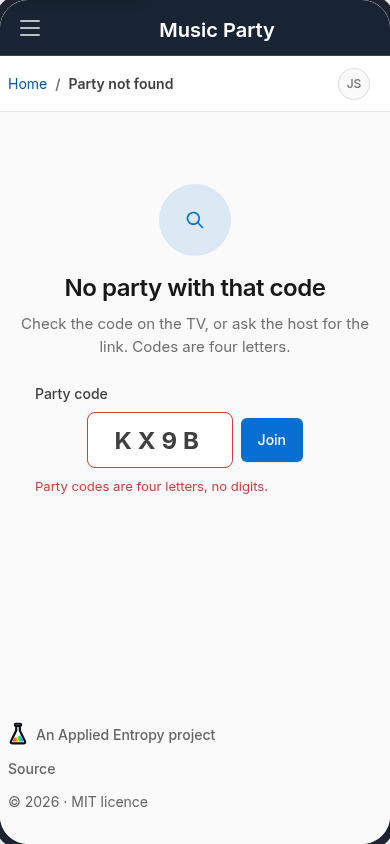 Music Party
Home / Party not found
JS
No party with that code
Check the code on the TV, or ask the host for the
link. Codes are four letters.
Party code
KX9B
Join
Party codes are four letters, no digits.
An Applied Entropy project
Source
© 2026 · MIT licence